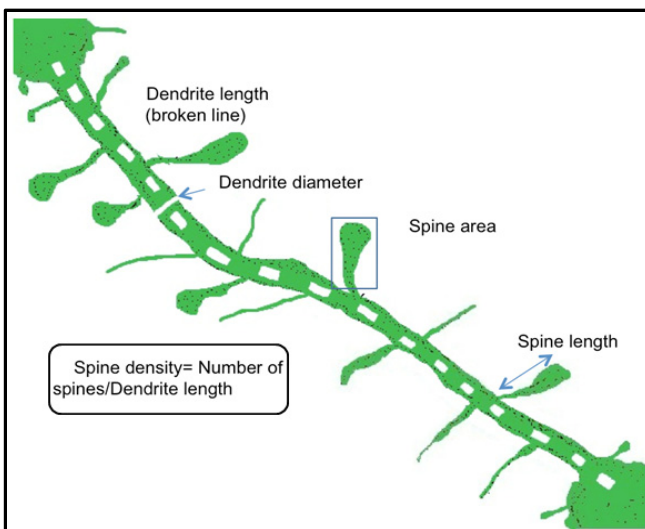 Dendrite length
(broken line)
Dendrite diameter
Spine area
Spine length
Spine density= Number of
spines/Dendrite length